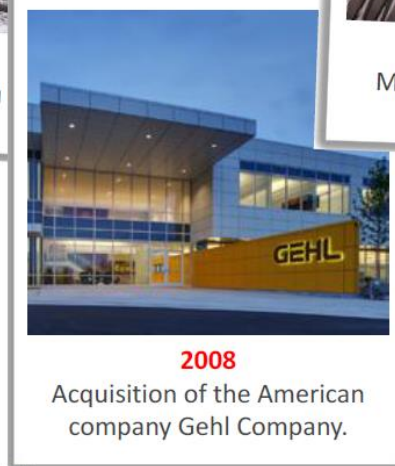 M
GEHL
2008
Acquisition of the American
company Gehl Company.